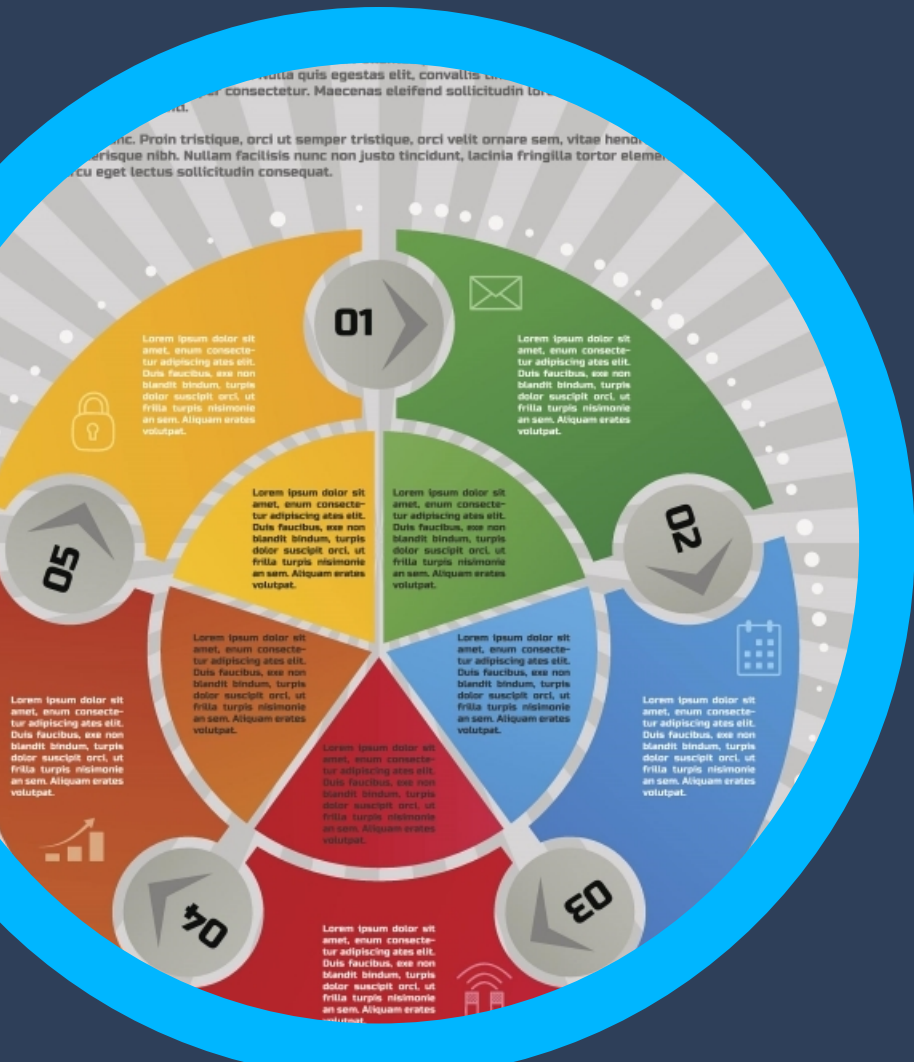 Nulla quis egestas elit, convallis
consectetur. Maecenas eleifend sollicitudin
Proin tristique, orci ut semper tristique, orci velit ornare sem, vitae
nibh. Nullam facilisis nunc non justo tincidunt, lacinia fringilla tortor
eget lectus sollicitudin consequat.
01
Lorem ipsum dolor sit
amet, enum consecte-
tur adipiscing ates elit.
Duis faucibus, exe non
blandit bindum, turpis
dolor suscipit orci, ut
frilla turpis nisimonie
an sem. Aliquam erates
volutpat.
Lorem ipsum dolor sit
amet, enum consecte-
tur adipiscing ates elit.
Duis faucibus, exe non
blandit bindum, turpis
dolor suscipit orci, ut
frilla turpis nisimonie
an sem. Aliquam erates
volutpat.
Lorem ipsum dolor sit
amet, enum consecte-
tur adipiscing ates elit.
Duis faucibus, exe non
blandit bindum, turpis
dolor suscipit orci, ut
frilla turpis nisimonie
an sem. Aliquam erates
volutpat.
Lorem ipsum dolor sit
amet, enum consecte-
tur adipiscing ates elit.
Duis faucibus, exe non
blandit bindum, turpis
dolor suscipit orci, ut
frilla turpis nisimonie
an sem. Aliquam erates
volutpat.
05
02
Lorem ipsum dolor sit
amet, enum consecte-
tur adipiscing ates elit.
Duis faucibus, exe non
blandit bindum, turpis
dolor suscipit orci, ut
frilla turpis nisimonie
an sem. Aliquam erates
volutpat.
Lorem ipsum dolor sit
amet, enum consecte-
tur adipiscing ates elit.
Duis faucibus, exe non
blandit bindum, turpis
dolor suscipit orci, ut
frilla turpis nisimonie
an sem. Aliquam erates
volutpat.
Lorem ipsum dolor sit
amet, enum consecte-
tur adipiscing ates elit.
Duis faucibus, exe non
blandit bindum, turpis
dolor suscipit orci, ut
frilla turpis nisimonie
an sem. Aliquam erates
volutpat.
Lorem ipsum dolor sit
amet, enum consecte-
tur adipiscing ates elit.
Duis faucibus, exe non
blandit bindum, turpis
dolor suscipit orci, ut
frilla turpis nisimonie
an sem. Aliquam erates
volutpat.
Lorem ipsum dolor sit
amet, enum consecte-
tur adipiscing ates elit.
Duis faucibus, exe non
blandit bindum, turpis
dolor suscipit orci, ut
frilla turpis nisimonie
an sem. Aliquam erates
volutpat.
04
03
Lorem ipsum dolor sit
amet, enum consecte-
tur adipiscing ates elit.
Duis faucibus, exe non
blandit bindum, turpis
dolor suscipit orci, ut
frilla turpis nisimonie
an sem. Aliquam erates